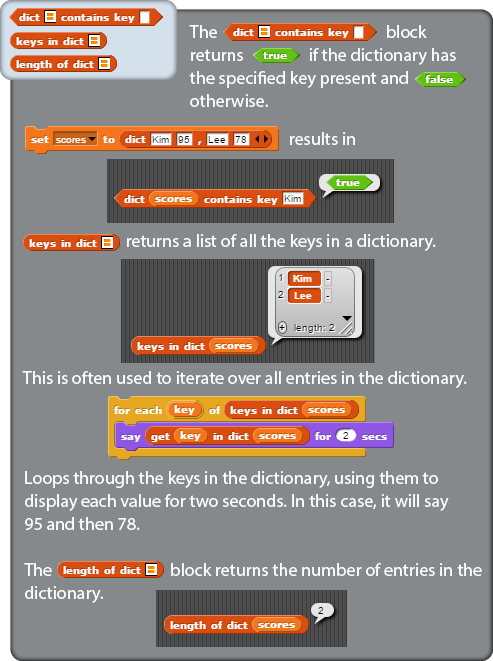 dict contains key
keys in dict
length of dict
The dict contains key block
returns true if the dictionary has
the specified key present and false
otherwise.
set scores to dict Kim 95 , Lee 78 results in
dict scores contains key Kim true
keys in dict returns a list of all the keys in a dictionary.
1 Kim -
2 Lee -
+ length: 2
keys in dict scores
This is often used to iterate over all entries in the dictionary.
for each key of keys in dict scores
say get key in dict scores for 2 secs
Loops through the keys in the dictionary, using them to
display each value for two seconds. In this case, it will say
95 and then 78.
The length of dict block returns the number of entries in the
dictionary.
length of dict scores 2